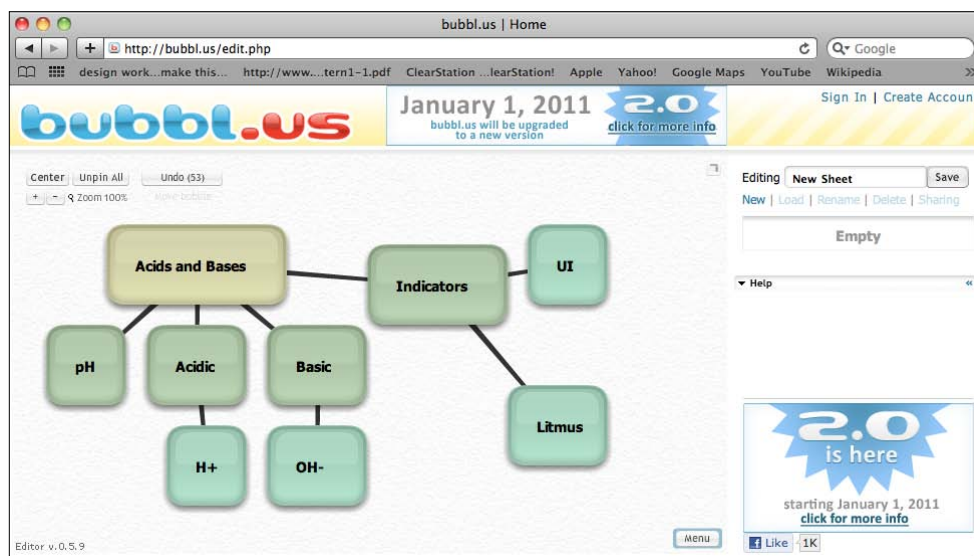 bubbl.us | Home
http://bubbl.us/edit.php
Google
design work...make this... http://www....tern1-1.pdf ClearStation ...learStation! Apple Yahoo! Google Maps YouTube Wikipedia
Sign In | Create Accoun
bubbl.us
January 1, 2011
bubbl.us will be upgraded
to a new version
2.0
click for more info
Center Unpin All Undo (53)
+ - Zoom 100% move bubble
Editing New Sheet Save
New | Load | Rename | Delete | Sharing
Empty
Help
Acids and Bases
Indicators
UI
pH
Acidic
Basic
Litmus
H+
OH-
2.0
is here
starting January 1, 2011
click for more info
Menu
Like 1K
Editor v.0.5.9